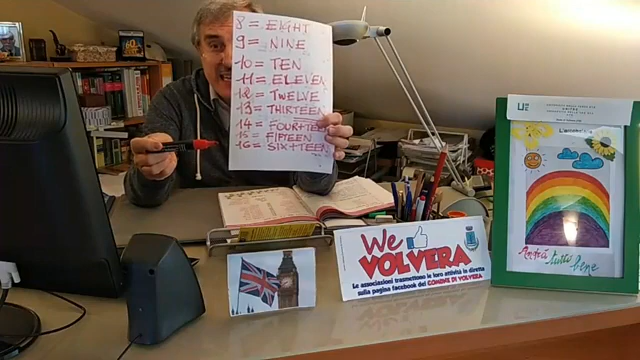 8 = EIGHT
9 = NINE
10 = TEN
11 = ELEVEN
12 = TWELVE
13 = THIRTEEN
14 = FOURTEEN
15 = FIFTEEN
16 = SIXTEEN
We
VOLVERA
Le associazioni trasmettono le loro attività in diretta
sulla pagina facebook del COMUNE DI VOLVERA
Andrà tutto bene